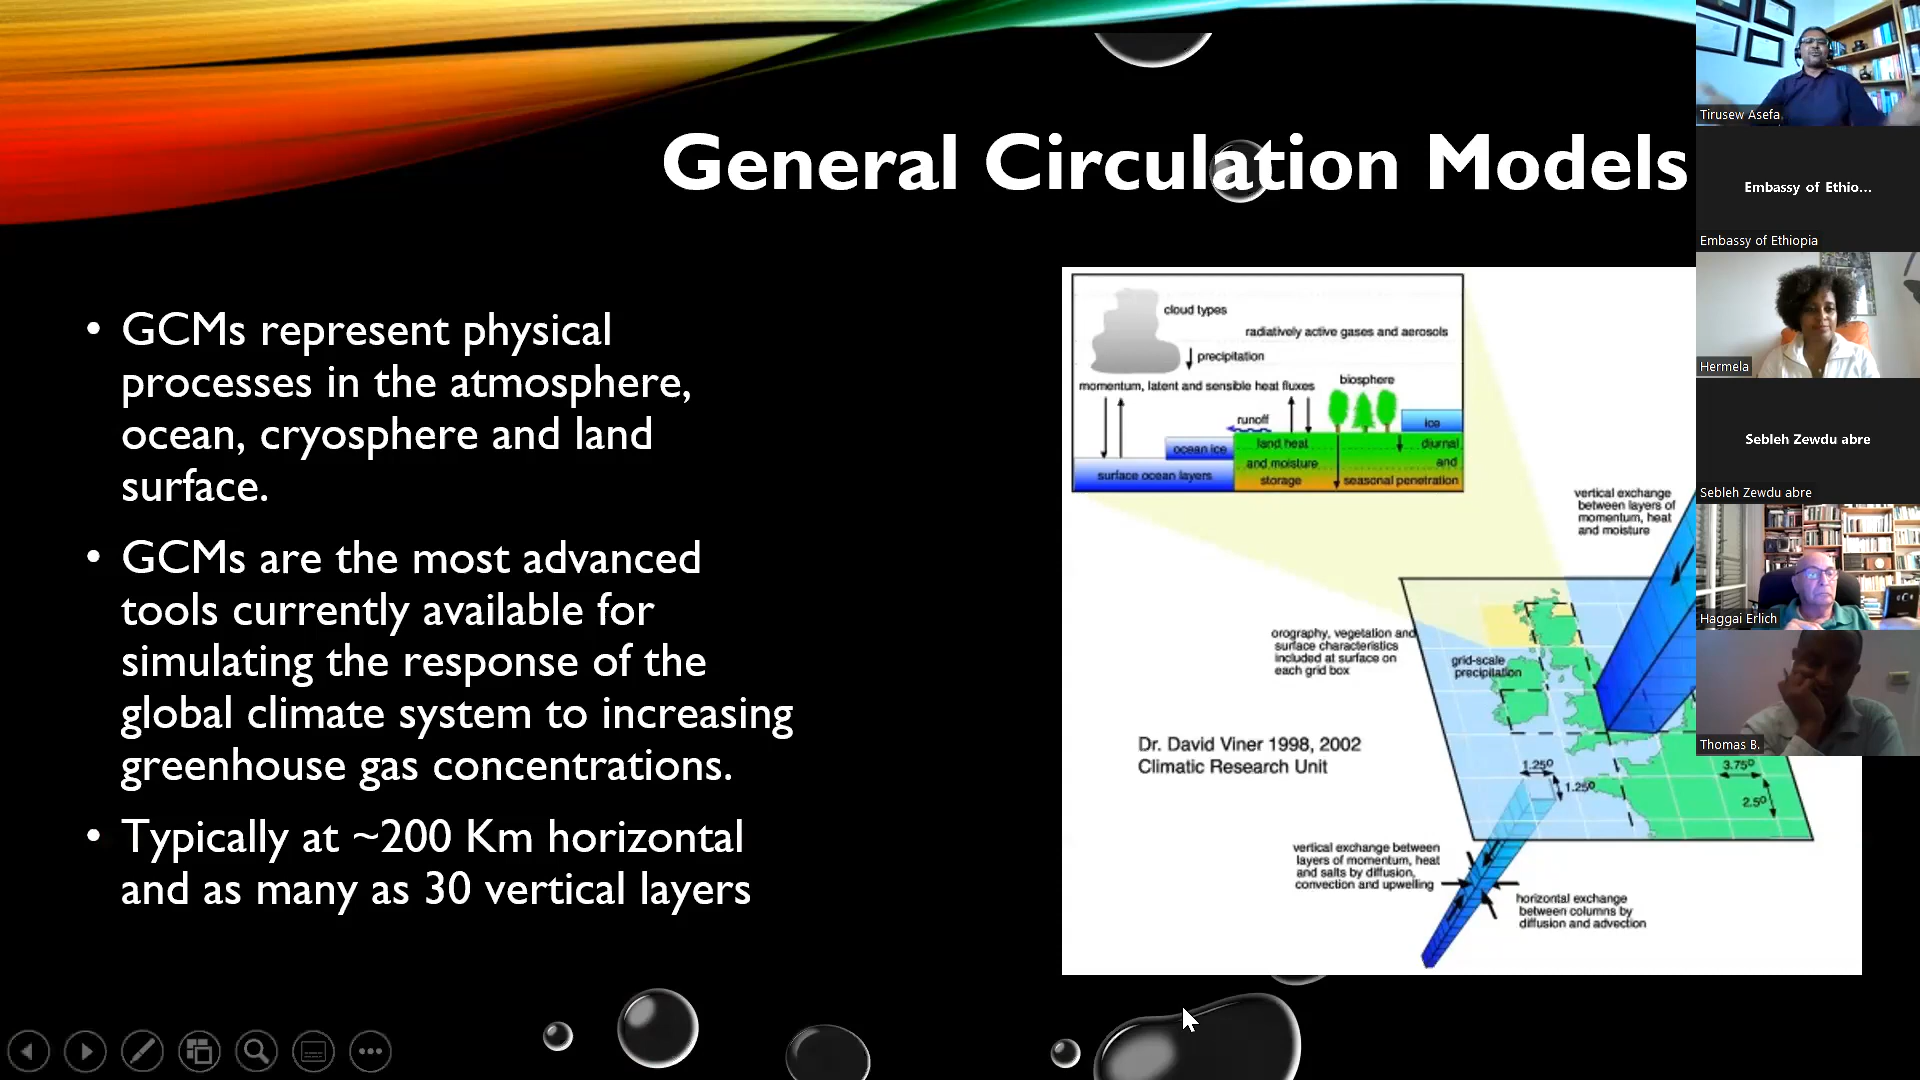 General Circulation Models
• GCMs represent physical
processes in the atmosphere,
ocean, cryosphere and land
surface.
• GCMs are the most advanced
tools currently available for
simulating the response of the
global climate system to increasing
greenhouse gas concentrations.
• Typically at ~200 Km horizontal
and as many as 30 vertical layers
cloud types
radiatively active gases and aerosols
precipitation
momentum, latent and sensible heat fluxes
biosphere
runoff
ice
ocean ice
land heat
and moisture
storage
diurnal
and
seasonal penetration
surface ocean layers
vertical exchange
between layers of
momentum, heat
and moisture
orography, vegetation and
surface characteristics
included at surface on
each grid box
grid-scale
precipitation
Dr. David Viner 1998, 2002
Climatic Research Unit
1.25º
1.25º
3.75º
2.5º
vertical exchange between
layers of momentum, heat
and salts by diffusion,
convection and upwelling
horizontal exchange
between columns by
diffusion and advection
Tirusew Asefa
Embassy of Ethio...
Embassy of Ethiopia
Hermela
Sebleh Zewdu abre
Sebleh Zewdu abre
Haggai Erlich
Thomas B.